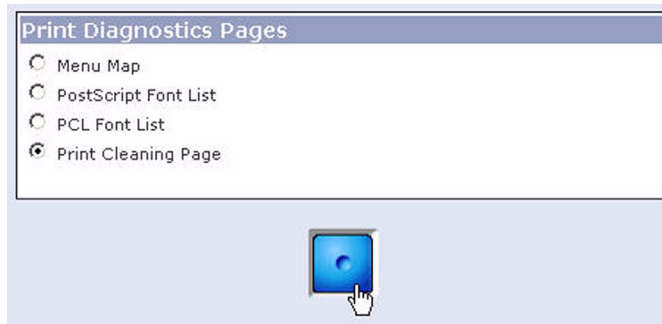 Print Diagnostics Pages
Menu Map
PostScript Font List
PCL Font List
Print Cleaning Page